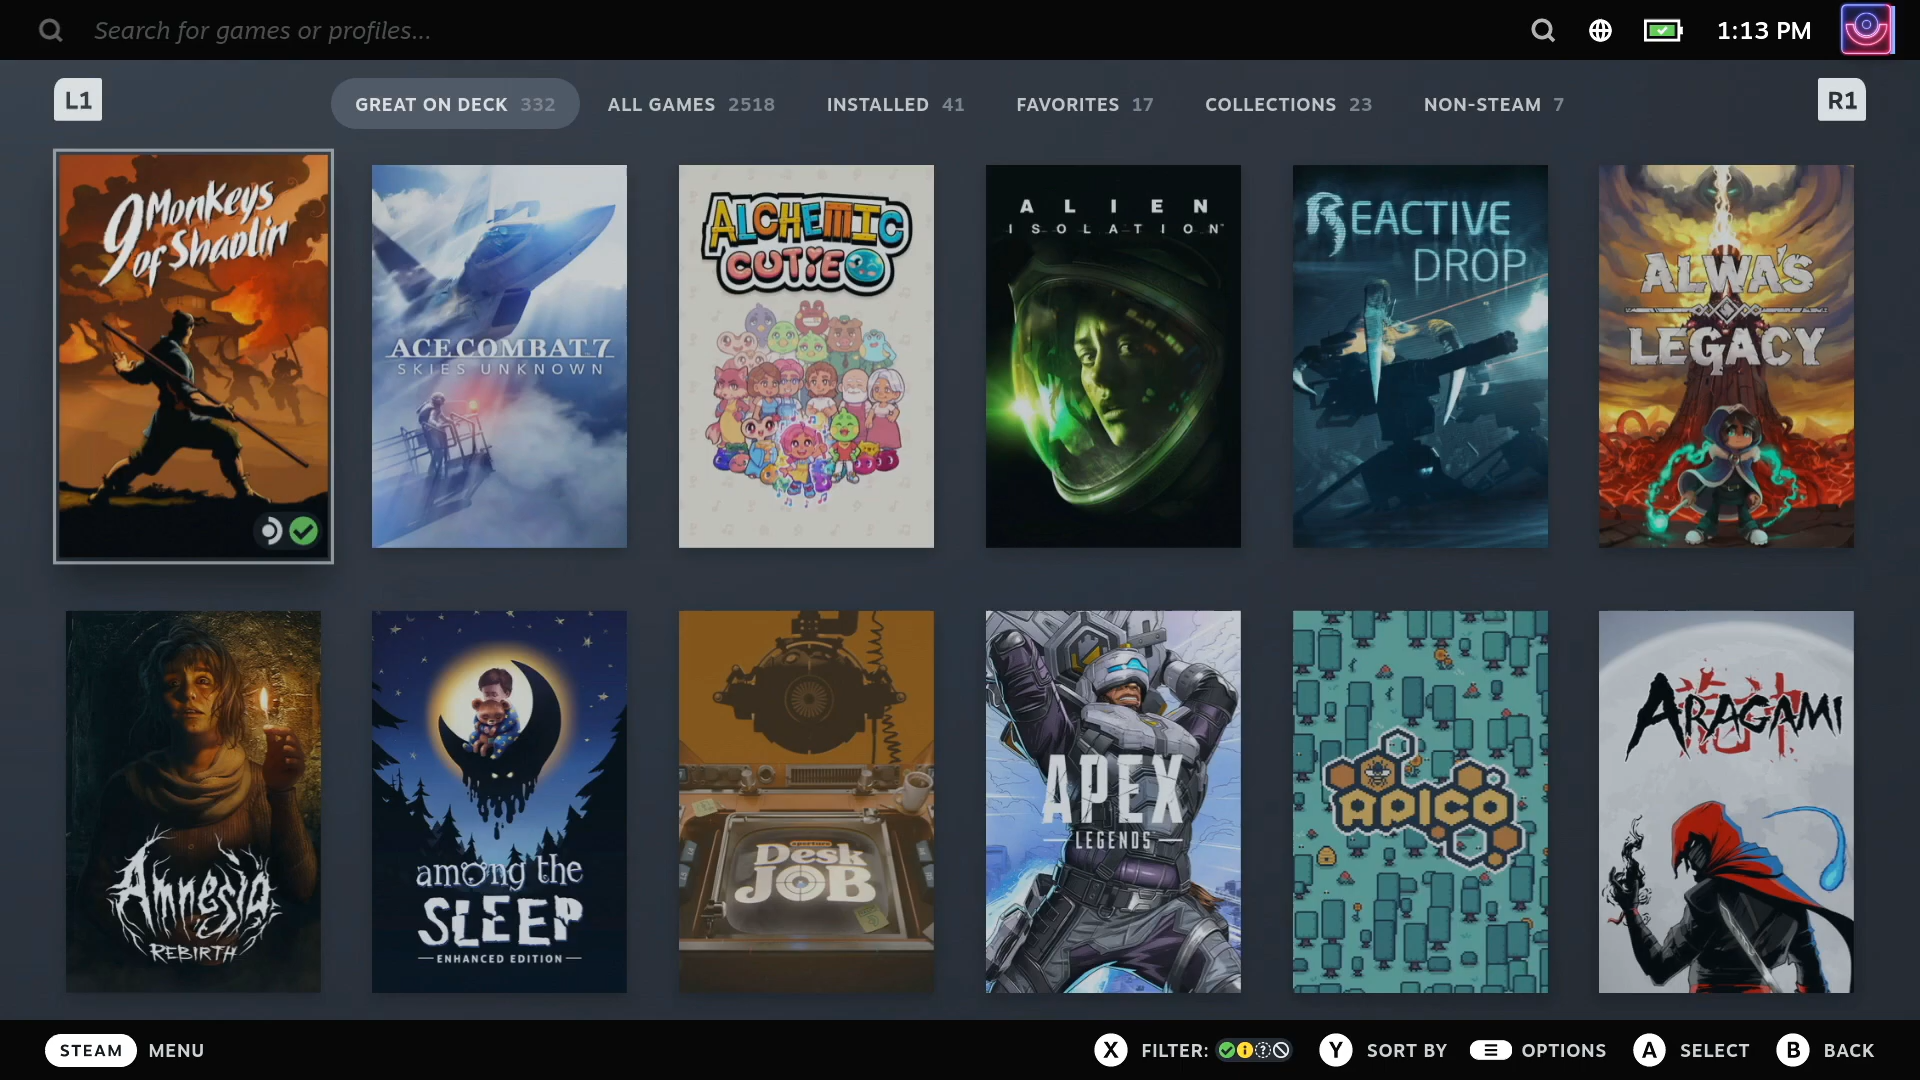 Search for games or profiles...
1:13 PM
L1
GREAT ON DECK 332
ALL GAMES 2518
INSTALLED 41
FAVORITES 17
COLLECTIONS 23
NON-STEAM 7
R1
9 Monkeys
of Shaolin
ACE COMBAT 7
SKIES UNKNOWN
ALCHEMIC
CUTIE
ALIEN
ISOLATION
REACTIVE
DROP
ALWA'S
LEGACY
Amnesia
REBIRTH
among the
SLEEP
ENHANCED EDITION
aperture
Desk
JOB
APEX
LEGENDS
APICO
龍神
ARAGAMI
STEAM MENU
X FILTER:
Y SORT BY
OPTIONS
A SELECT
B BACK